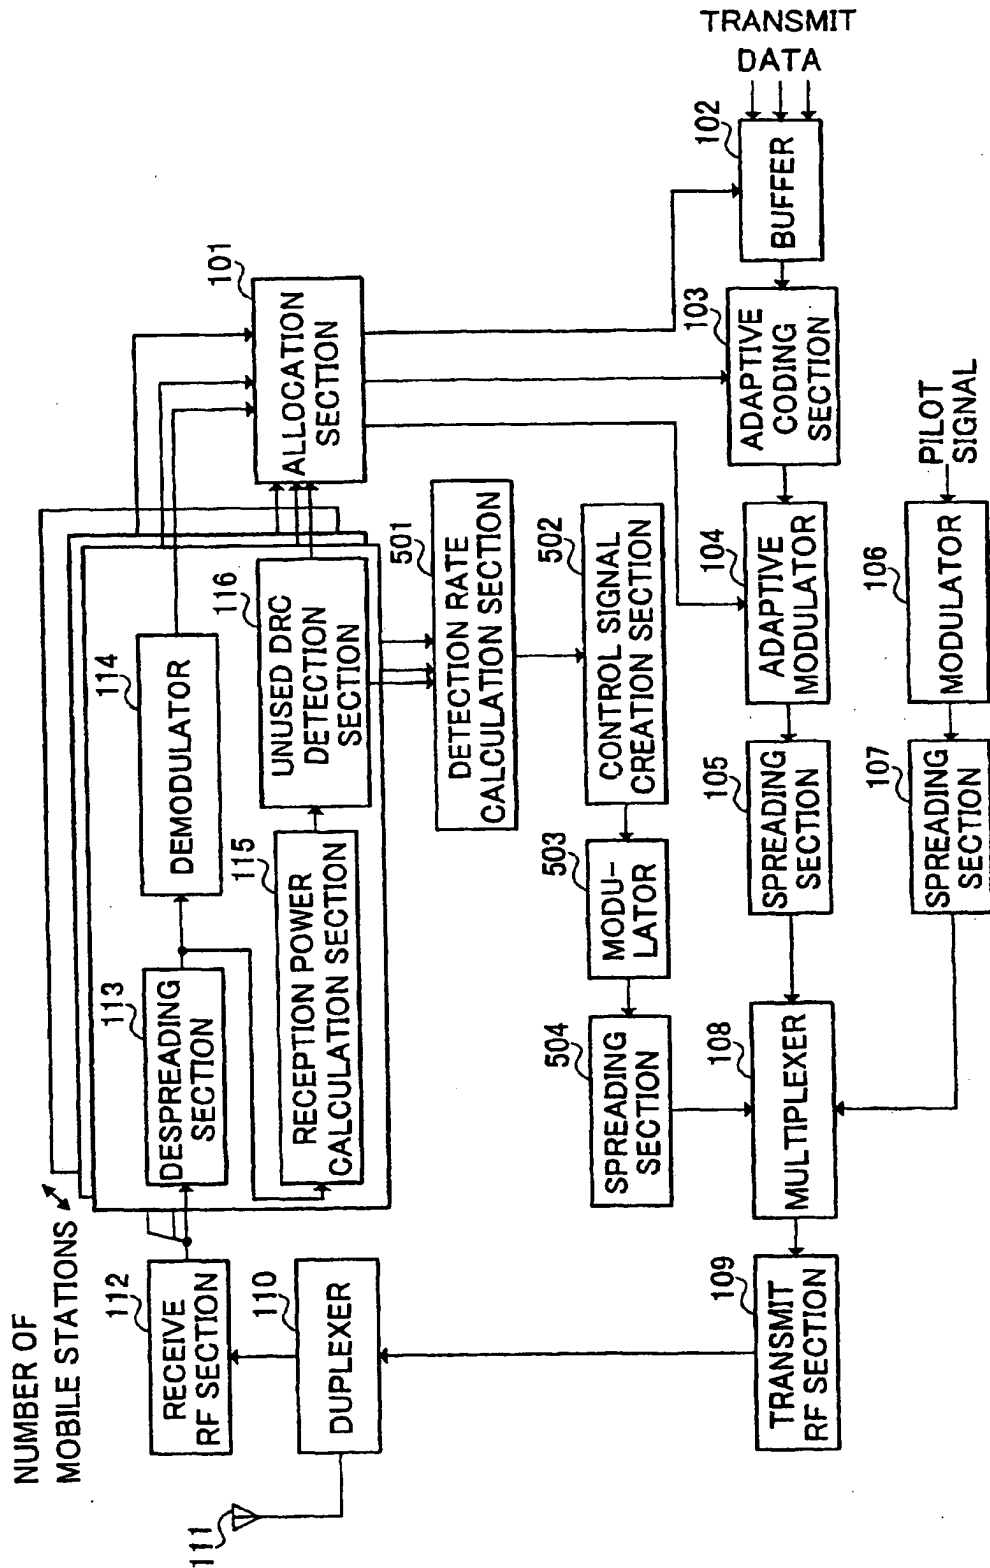 NUMBER OF
MOBILE STATIONS
111
112
RECEIVE
RF SECTION
110
DUPLEXER
109
TRANSMIT
RF SECTION
113
DESPREADING
SECTION
114
DEMODULATOR
115
RECEPTION POWER
CALCULATION SECTION
116
UNUSED DRC
DETECTION
SECTION
101
ALLOCATION
SECTION
501
DETECTION RATE
CALCULATION SECTION
502
CONTROL SIGNAL
CREATION SECTION
503
MODU-
LATOR
504
SPREADING
SECTION
108
MULTIPLEXER
105
SPREADING
SECTION
104
ADAPTIVE
MODULATOR
103
ADAPTIVE
CODING
SECTION
102
BUFFER
TRANSMIT
DATA
107
SPREADING
SECTION
106
MODULATOR
PILOT
SIGNAL